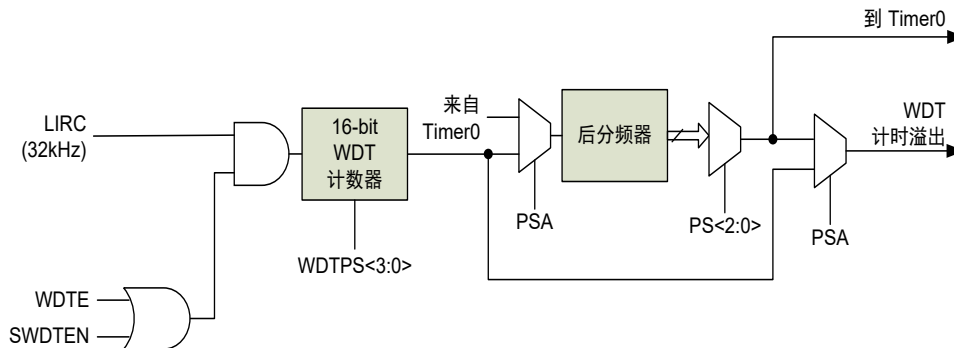 到 Timer0
来自
Timer0
后分频器
WDT
计时溢出
LIRC
(32kHz)
16-bit
WDT
计数器
PSA
PS<2:0>
PSA
WDTPS<3:0>
WDTE
SWDTEN